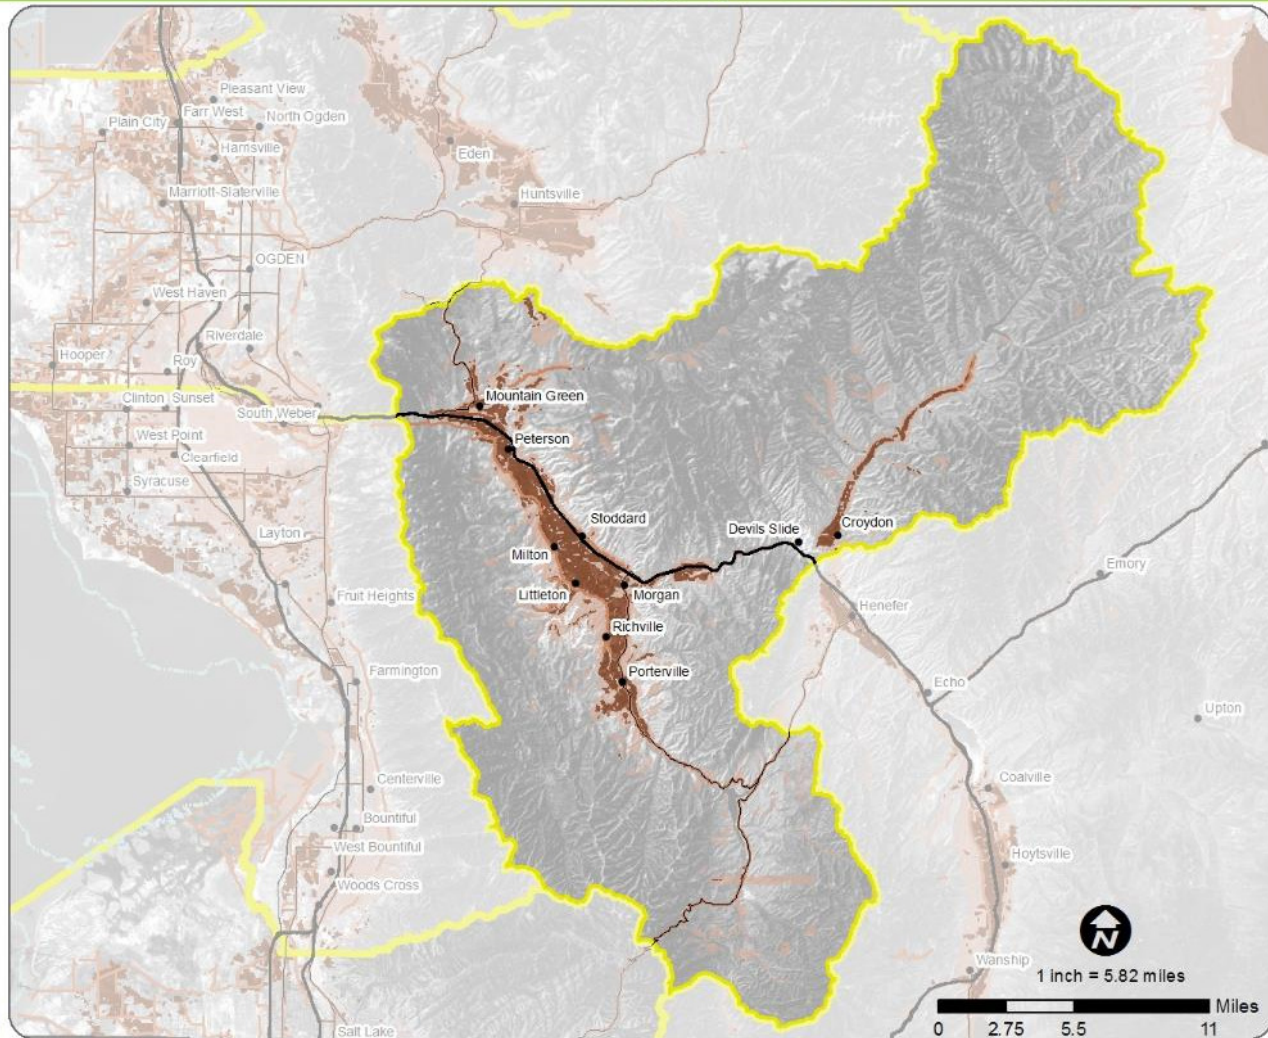 Pleasant View
Farr West
Plain City
North Ogden
Harrisville
Eden
Marriott-Slaterville
Huntsville
OGDEN
West Haven
Riverdale
Hooper
Roy
Mountain Green
Clinton
Sunset
South Weber
West Point
Peterson
Clearfield
Syracuse
Stoddard
Croydon
Devils Slide
Layton
Milton
Emory
Littleton
Morgan
Fruit Heights
Henefer
Richville
Farmington
Porterville
Echo
Upton
Centerville
Coalville
Bountiful
West Bountiful
Hoytsville
Woods Cross
N
Wanship
1 inch = 5.82 miles
Miles
0 2.75 5.5 11
Salt Lake